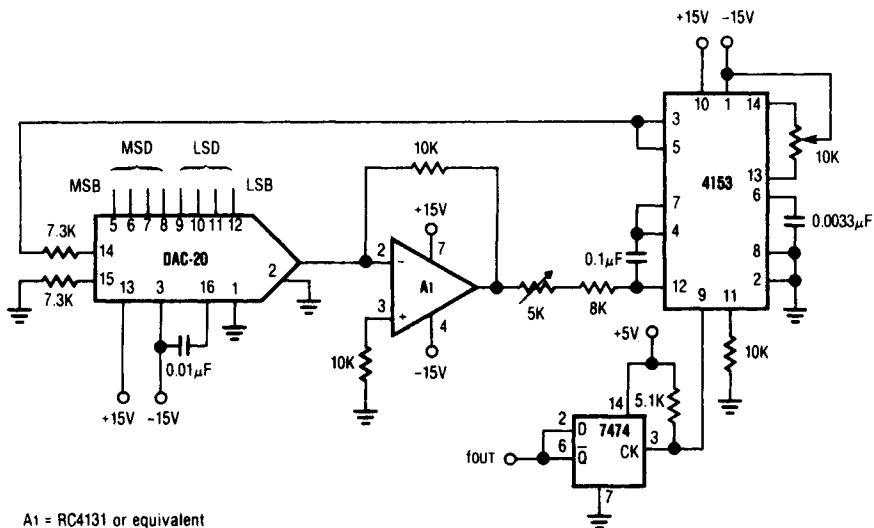 +15V -15V
10 1 14
3
5
10K
13
4153
6
7
4
0.0033μF
0.1μF
8
12
2
9 11
10K
MSD LSD
MSB LSB
5 6 7 8 9 10 11 12
7.3K
14
DAC-20
15
7.3K
2
13 3 16 1
0.01μF
+15V -15V
10K
+15V
7
2 −
A1
3 +
4
-15V
10K
5K
8K
+5V
14
5.1K
2 D 7474
6 Q̅
CK 3
fOUT
7
A1 = RC4131 or equivalent